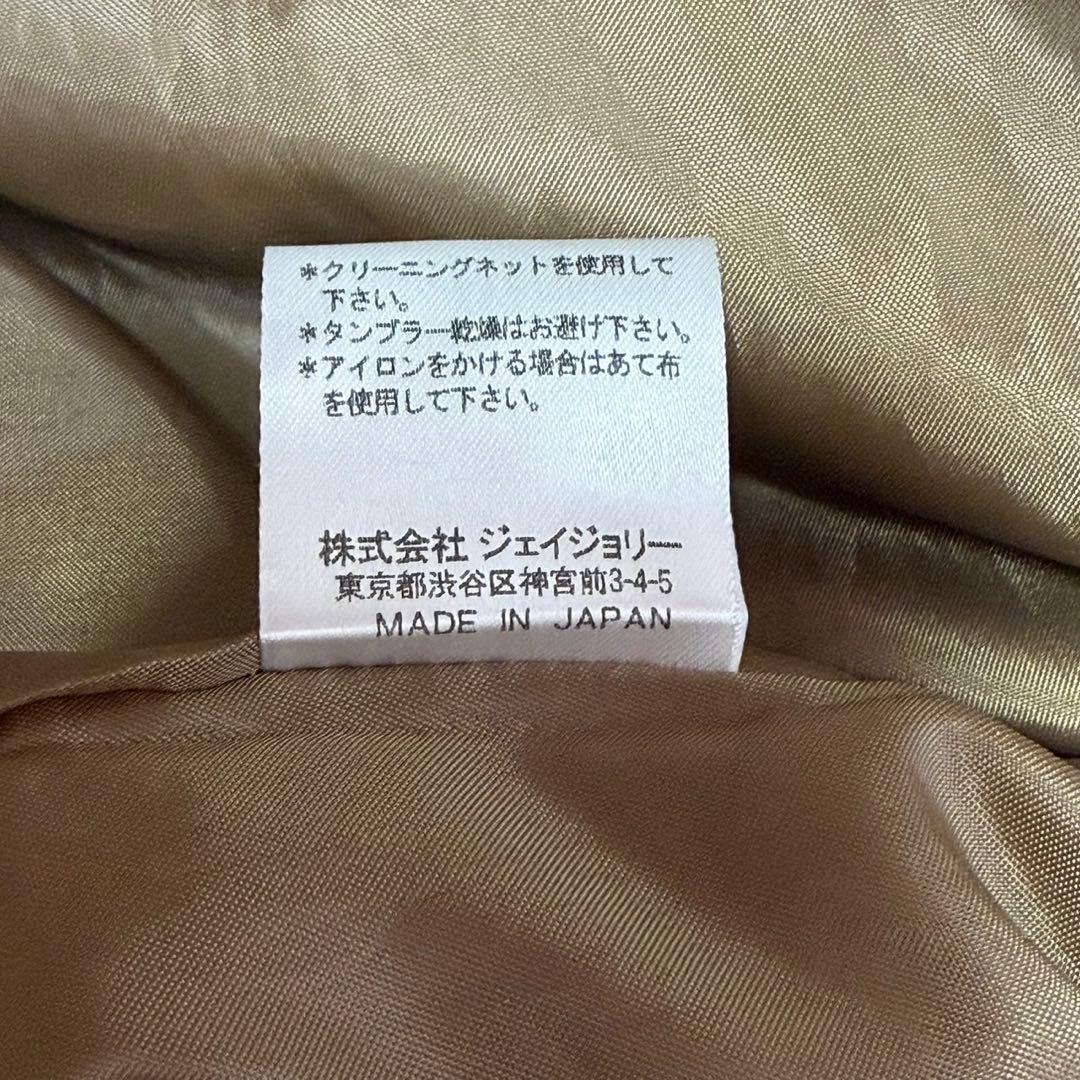 *クリーニングネットを使用して
下さい。
*タンブラー乾燥はお避け下さい。
*アイロンをかける場合はあて布
を使用して下さい。
株式会社 ジェイジョリー
東京都渋谷区神宮前3-4-5
MADE IN JAPAN